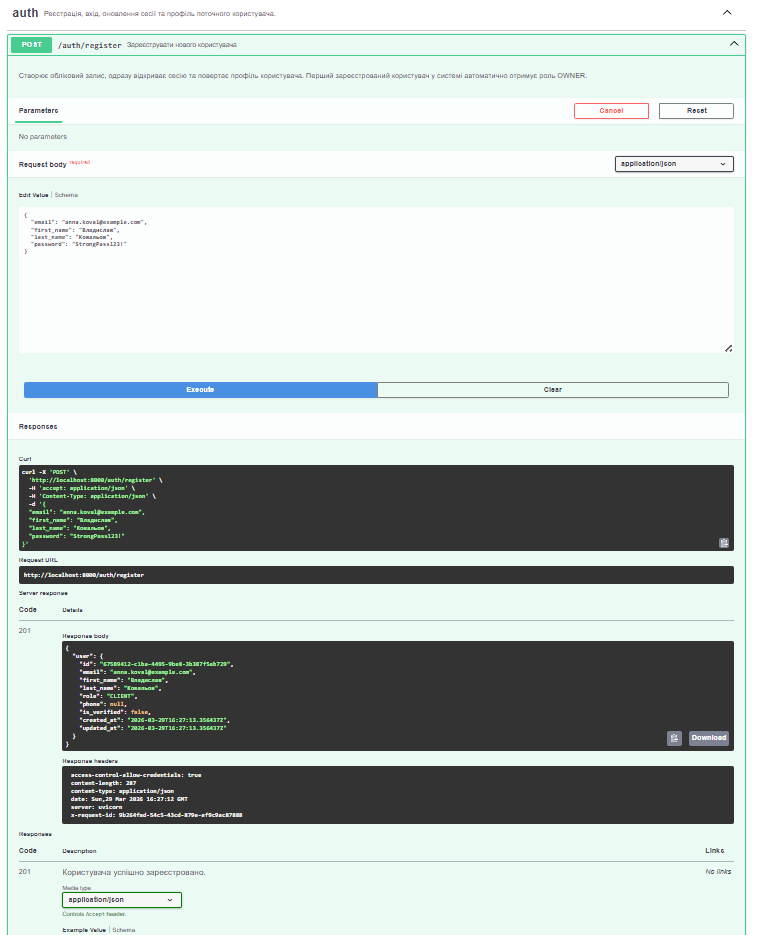 auth Реєстрація, вхід, оновлення сесії та профіль поточного користувача.
POST /auth/register Зареєструвати нового користувача
Створює обліковий запис, одразу відкриває сесію та повертає профіль користувача. Перший зареєстрований користувач у системі автоматично отримує роль OWNER.
Parameters
Cancel
Reset
No parameters
Request body required
application/json
Edit Value | Schema
{
"email": "anna.koval@example.com",
"first_name": "Владислав",
"last_name": "Ковальов",
"password": "StrongPass123!"
}
Execute
Clear
Responses
Curl
curl -X 'POST' \
'http://localhost:8000/auth/register' \
-H 'accept: application/json' \
-H 'Content-Type: application/json' \
-d '{
"email": "anna.koval@example.com",
"first_name": "Владислав",
"last_name": "Ковальов",
"password": "StrongPass123!"
}'
Request URL
http://localhost:8000/auth/register
Server response
Code Details
201
Response body
{
"user": {
"id": "67589412-c1ba-4495-9be8-3b387f5eb729",
"email": "anna.koval@example.com",
"first_name": "Владислав",
"last_name": "Ковальов",
"role": "CLIENT",
"phone": null,
"is_verified": false,
"created_at": "2026-03-29T16:27:13.356437Z",
"updated_at": "2026-03-29T16:27:13.356437Z"
}
}
Download
Response headers
access-control-allow-credentials: true
content-length: 287
content-type: application/json
date: Sun,29 Mar 2026 16:27:12 GMT
server: uvicorn
x-request-id: 9b264fad-54c5-43cd-879e-ef9c9ac87888
Responses
Code Description Links
201 Користувача успішно зареєстровано. No links
Media type
application/json
Controls Accept header.
Example Value | Schema